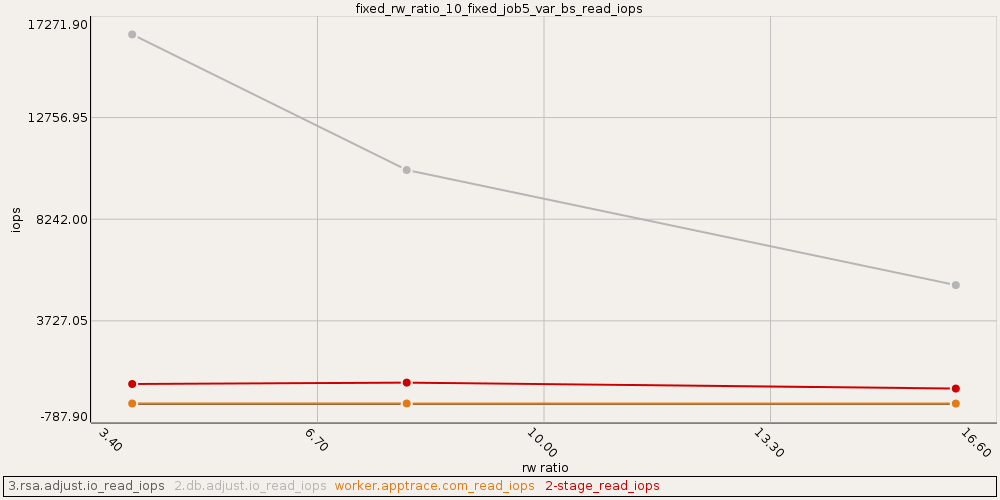 fixed_rw_ratio_10_fixed_job5_var_bs_read_iops
17271.90
12756.95
8242.00
3727.05
-787.90
iops
3.40 6.70 10.00 13.30 16.60
rw ratio
3.rsa.adjust.io_read_iops 2.db.adjust.io_read_iops worker.apptrace.com_read_iops 2-stage_read_iops